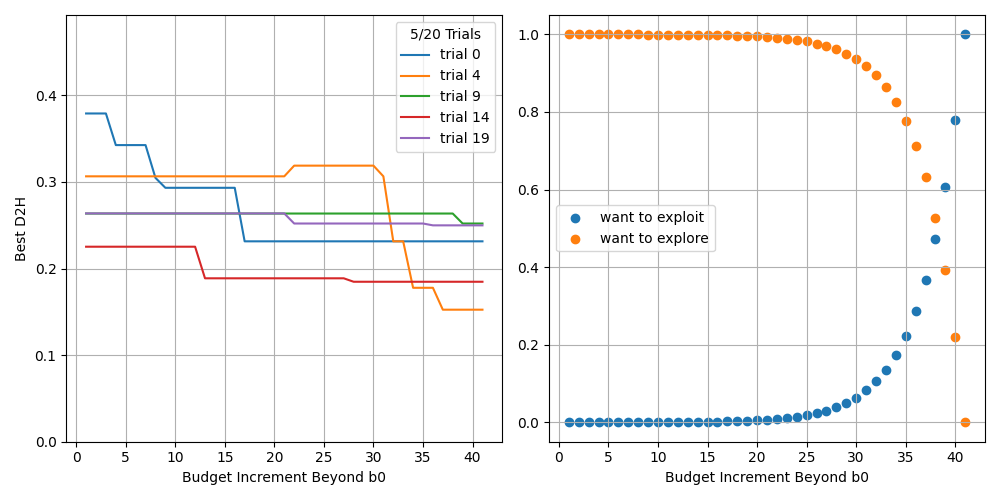 5/20 Trials
trial 0
trial 4
trial 9
trial 14
trial 19
0.4
0.3
0.2
0.1
0.0
Best D2H
0 5 10 15 20 25 30 35 40
Budget Increment Beyond b0
1.0
0.8
0.6
0.4
0.2
0.0
want to exploit
want to explore
0 5 10 15 20 25 30 35 40
Budget Increment Beyond b0